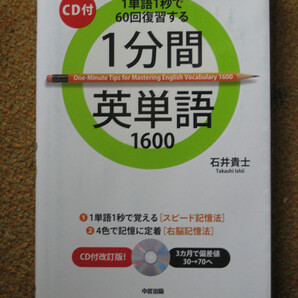 CD付
1単語1秒で
60回復習する
1分間
One-Minute Tips for Mastering English Vocabulary 1600
英単語
1600
石井貴士
Takashi Ishii
1 1単語1秒で覚える[スピード記憶法]
2 4色で記憶に定着[右脳記憶法]
CD付改訂版!
3カ月で偏差値
30→70へ
中経出版